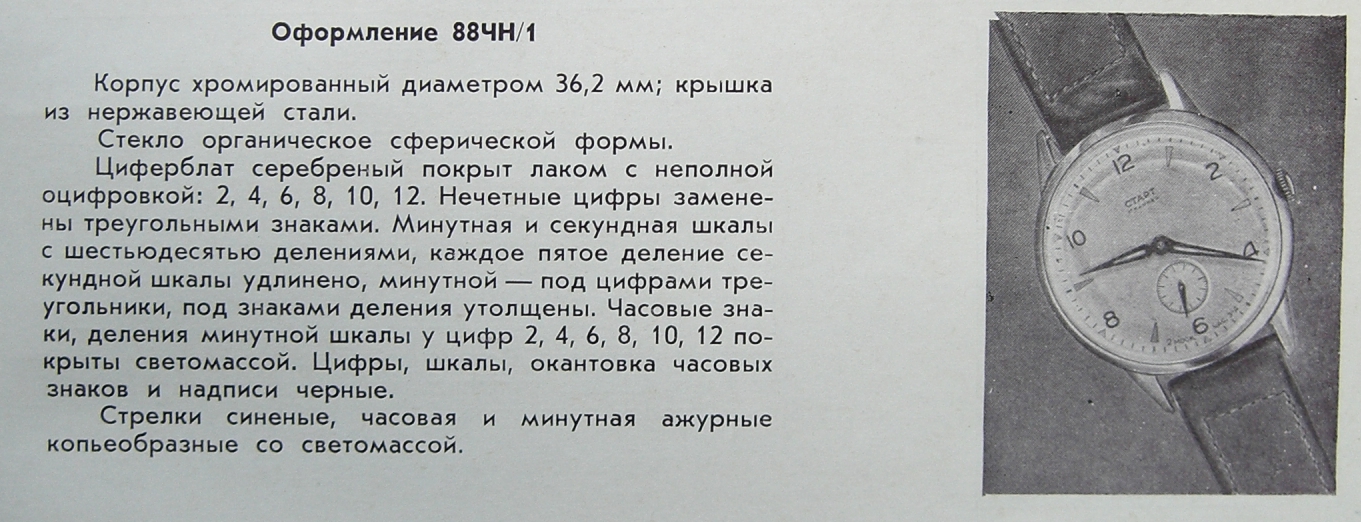 Оформление 88ЧН/1
Корпус хромированный диаметром 36,2 мм; крышка
из нержавеющей стали.
Стекло органическое сферической формы.
Циферблат серебреный покрыт лаком с неполной
оцифровкой: 2, 4, 6, 8, 10, 12. Нечетные цифры замене-
ны треугольными знаками. Минутная и секундная шкалы
с шестьюдесятью делениями, каждое пятое деление се-
кундной шкалы удлинено, минутной — под цифрами тре-
угольники, под знаками деления утолщены. Часовые зна-
ки, деления минутной шкалы у цифр 2, 4, 6, 8, 10, 12 по-
крыты светомассой. Цифры, шкалы, окантовка часовых
знаков и надписи черные.
Стрелки синеные, часовая и минутная ажурные
копьеобразные со светомассой.
12
2
СТАРТ
10
4
8
6